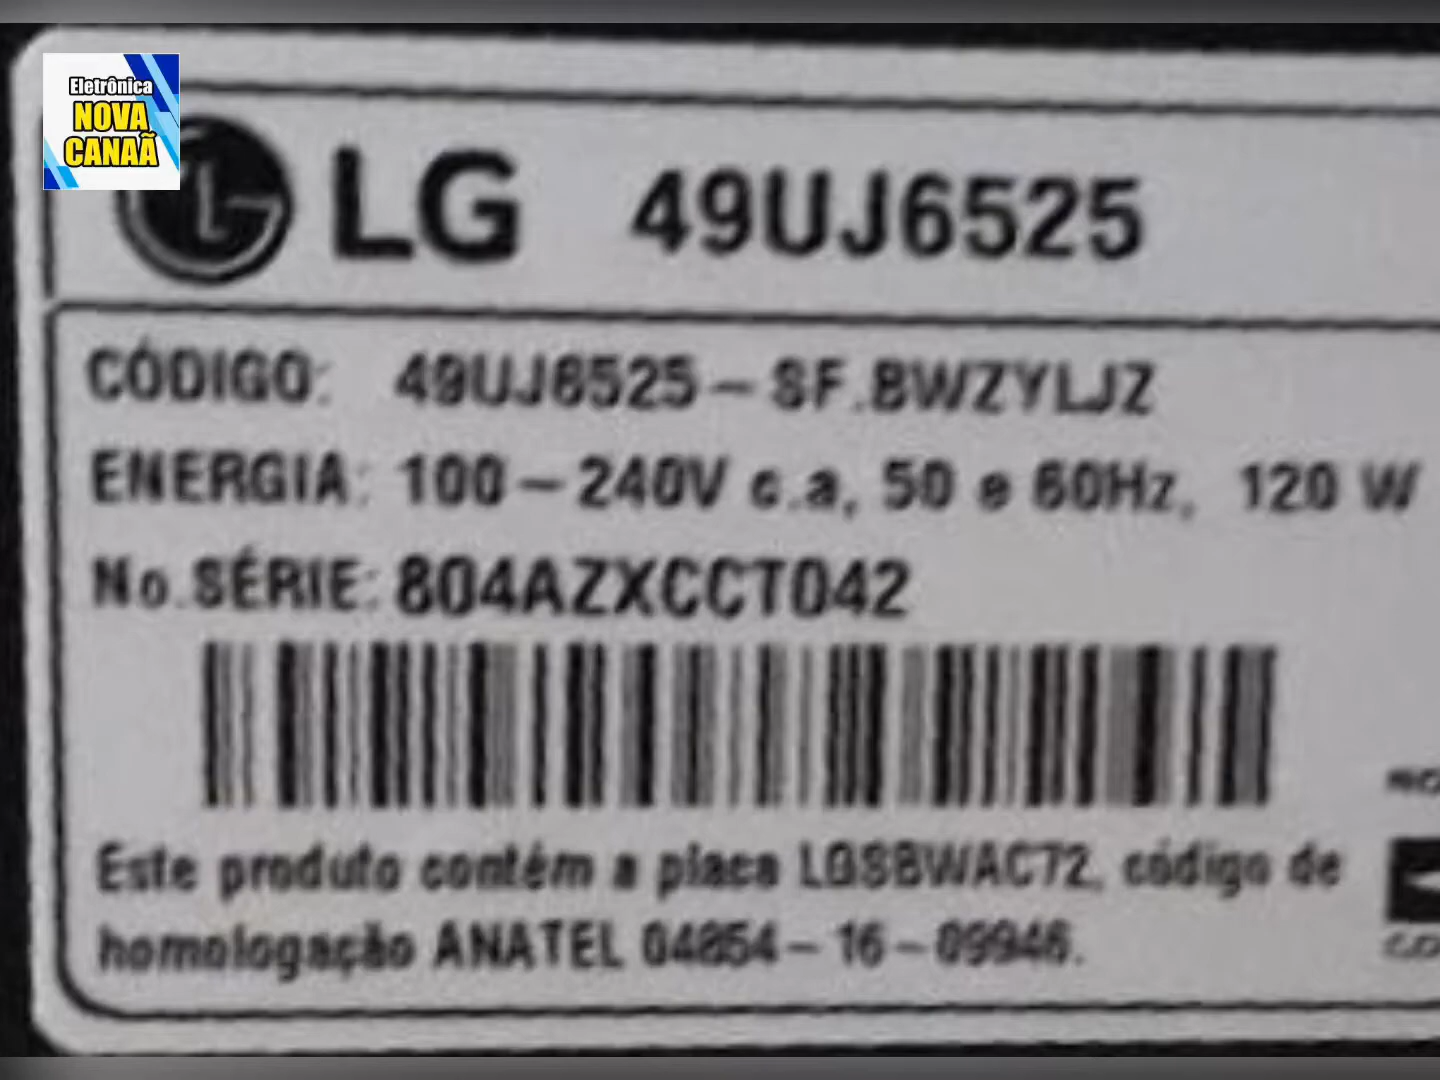 Eletrônica
NOVA
CANAÃ
LG 49UJ6525
CÓDIGO: 49UJ6525-SF.BWZYLJZ
ENERGIA: 100-240V c.a, 50 e 60Hz, 120 W
No.SÉRIE: 804AZXCCT042
Este produto contém a placa LGSBWAC72, código de
homologação ANATEL 04854-16-09946.